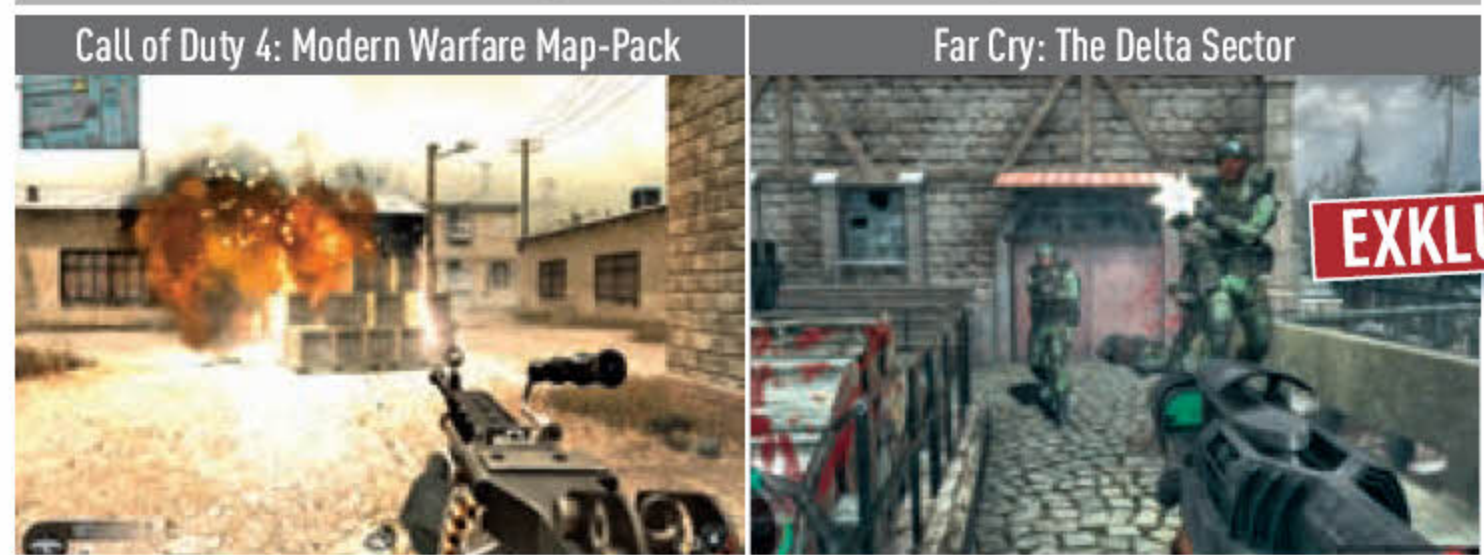 Call of Duty 4: Modern Warfare Map-Pack
Far Cry: The Delta Sector
EXKLU